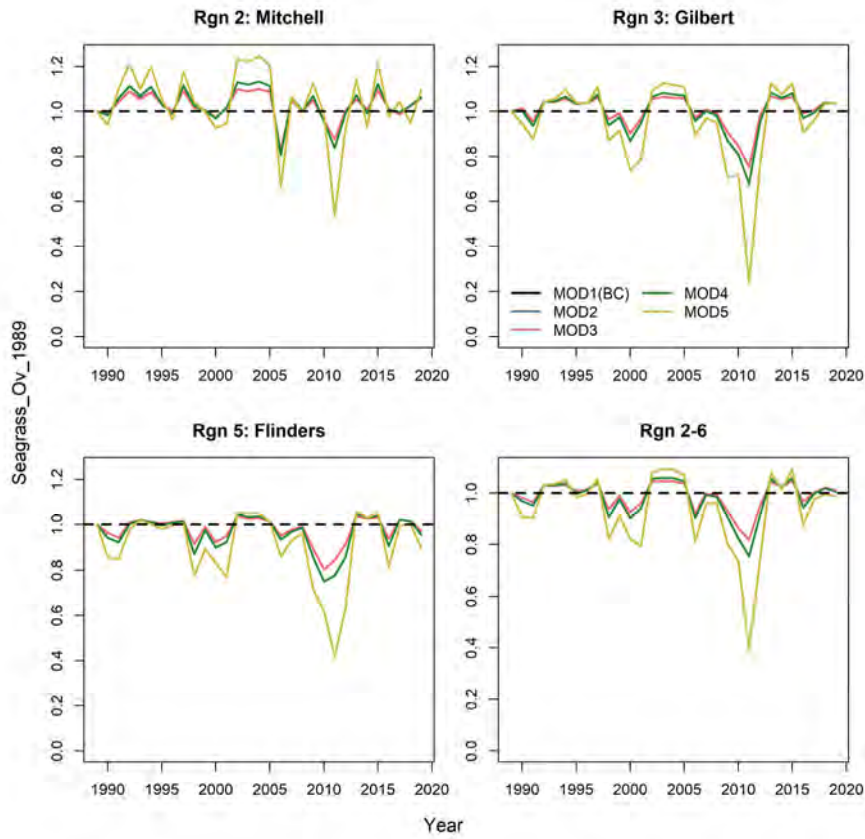 Rgn 2: Mitchell
Rgn 3: Gilbert
0.0 0.2 0.4 0.6 0.8 1.0 1.2
0.0 0.2 0.4 0.6 0.8 1.0 1.2
MOD1(BC) MOD4
MOD2 MOD5
MOD3
1990 1995 2000 2005 2010 2015 2020
1990 1995 2000 2005 2010 2015 2020
Seagrass_Ov_1989
Rgn 5: Flinders
Rgn 2-6
0.0 0.2 0.4 0.6 0.8 1.0 1.2
0.0 0.2 0.4 0.6 0.8 1.0
1990 1995 2000 2005 2010 2015 2020
1990 1995 2000 2005 2010 2015 2020
Year